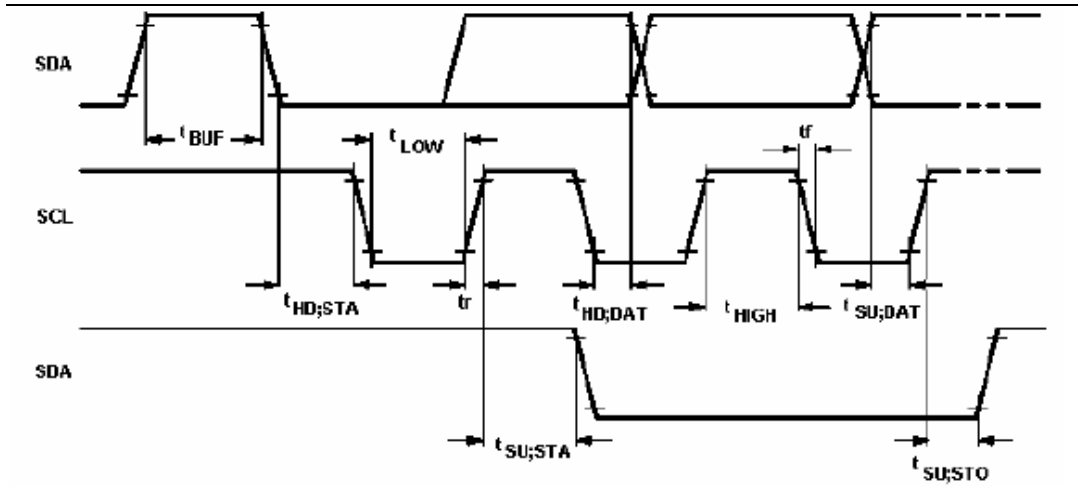 SDA
tBUF
tLOW
tf
SCL
tHD;STA
tr
tHD;DAT
tHIGH
tSU;DAT
SDA
tSU;STA
tSU;STO